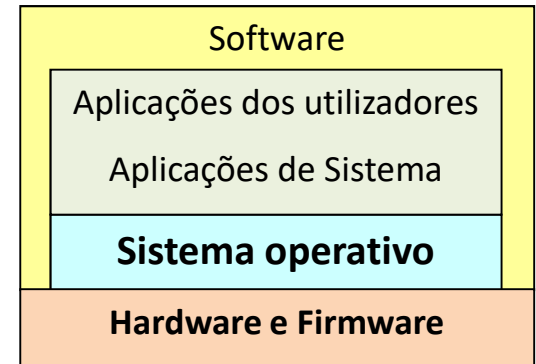 Software
Aplicações dos utilizadores
Aplicações de Sistema
Sistema operativo
Hardware e Firmware